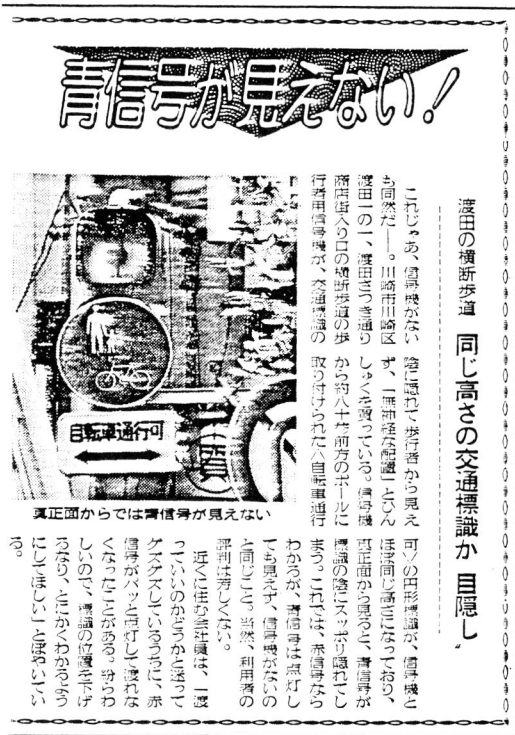 青信号が見えない!
渡田の横断歩道
同じ高さの交通標識が〝目隠し〟
これじゃあ、信号機がない
も同然だ――。川崎市川崎区
渡田一の一、渡田さつき通り
商店街入り口の横断歩道の歩
行者用信号機が、交通標識の
陰に隠れて歩行者から見え
ず、「無神経な配置」とひん
しゅくを買っている。信号機
から約八十㌢前方のポールに
取り付けられた〈自転車通行
可〉の円形標識が、信号機と
ほぼ同じ高さになっており、
真正面から見ると、青信号が
標識の陰にスッポリ隠れてし
まう。これでは、赤信号なら
わかるが、青信号は点灯し
ても見えず、信号機がないの
と同じこと。当然、利用者の
評判は芳しくない。
近くに住む会社員は、「渡
っていいのかどうかと迷って
グズグズしているうちに、赤
信号がパッと点灯して渡れな
くなったことがある。紛らわ
しいので、標識の位置を下げ
るなり、とにかくわかるよう
にしてほしい」とぼやいてい
る。
自転車通行可
質
真正面からでは青信号が見えない